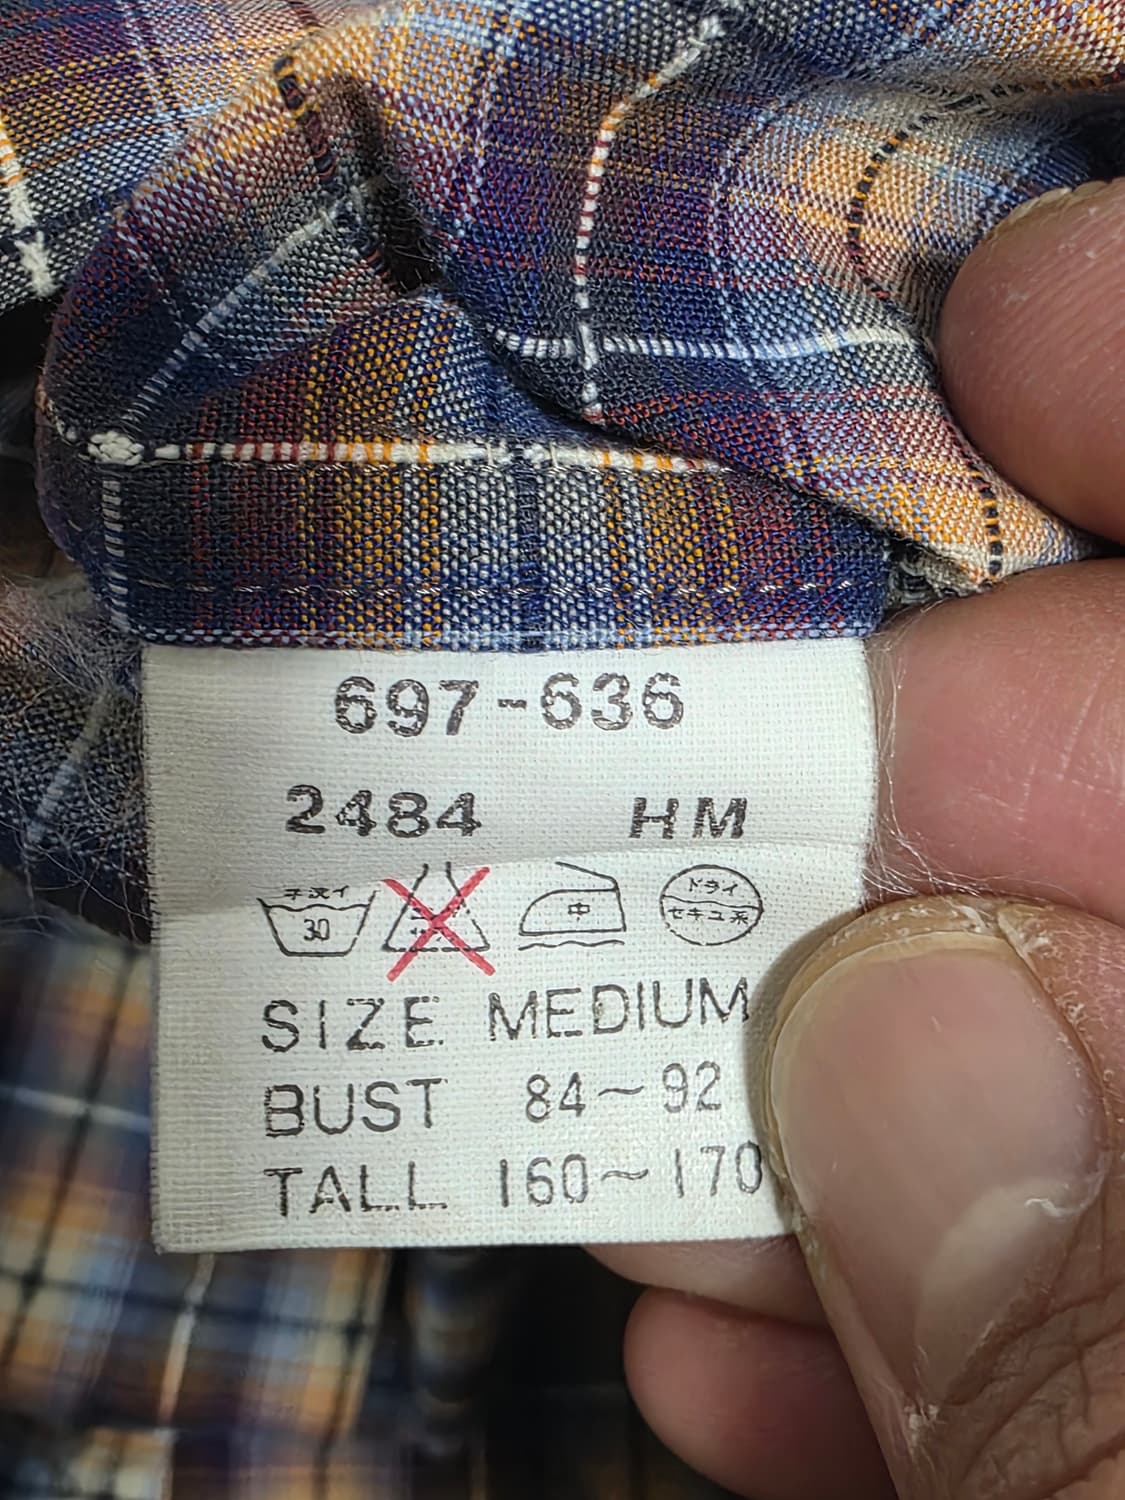 697-636
2484 HM
手洗イ
30
中
ドライ
セキユ系
SIZE MEDIUM
BUST 84~92
TALL 160~170